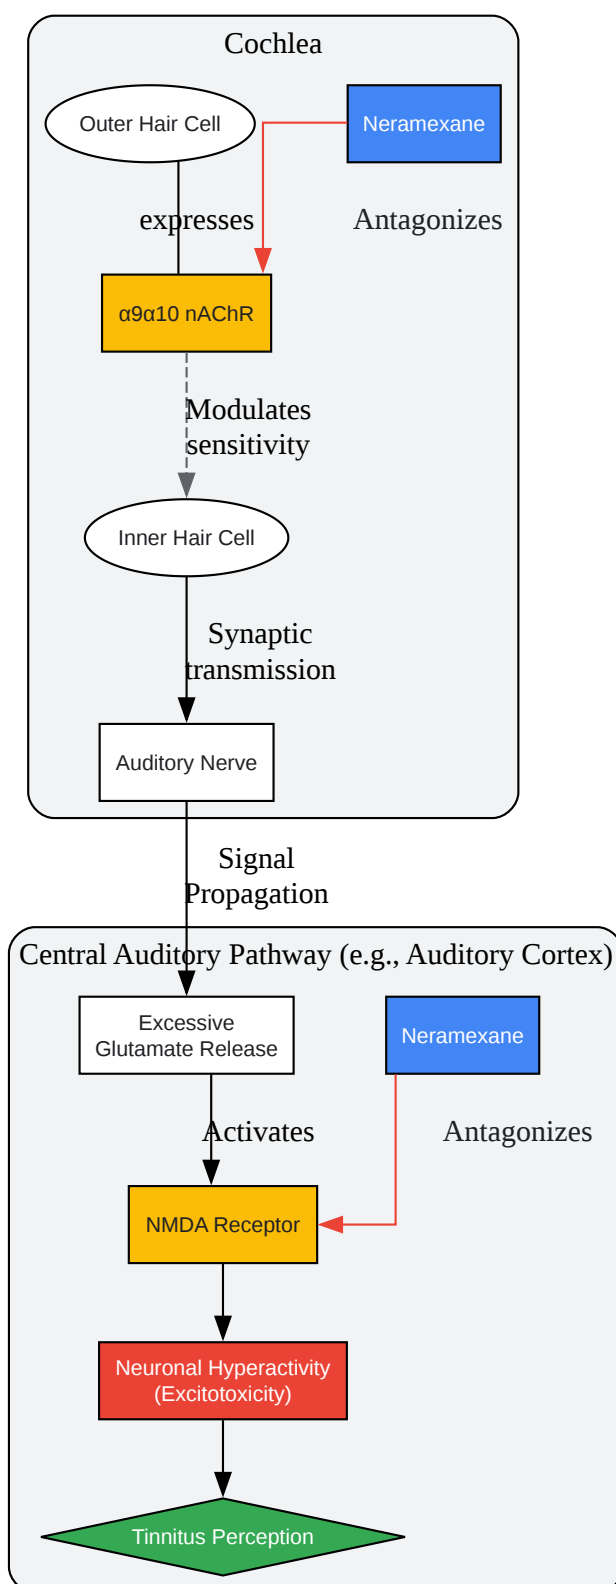 Cochlea
Outer Hair Cell
Neramexane
expresses
Antagonizes
α9α10 nAChR
Modulates
sensitivity
Inner Hair Cell
Synaptic
transmission
Auditory Nerve
Signal
Propagation
Central Auditory Pathway (e.g., Auditory Cortex)
Excessive
Glutamate Release
Neramexane
Activates
Antagonizes
NMDA Receptor
Neuronal Hyperactivity
(Excitotoxicity)
Tinnitus Perception